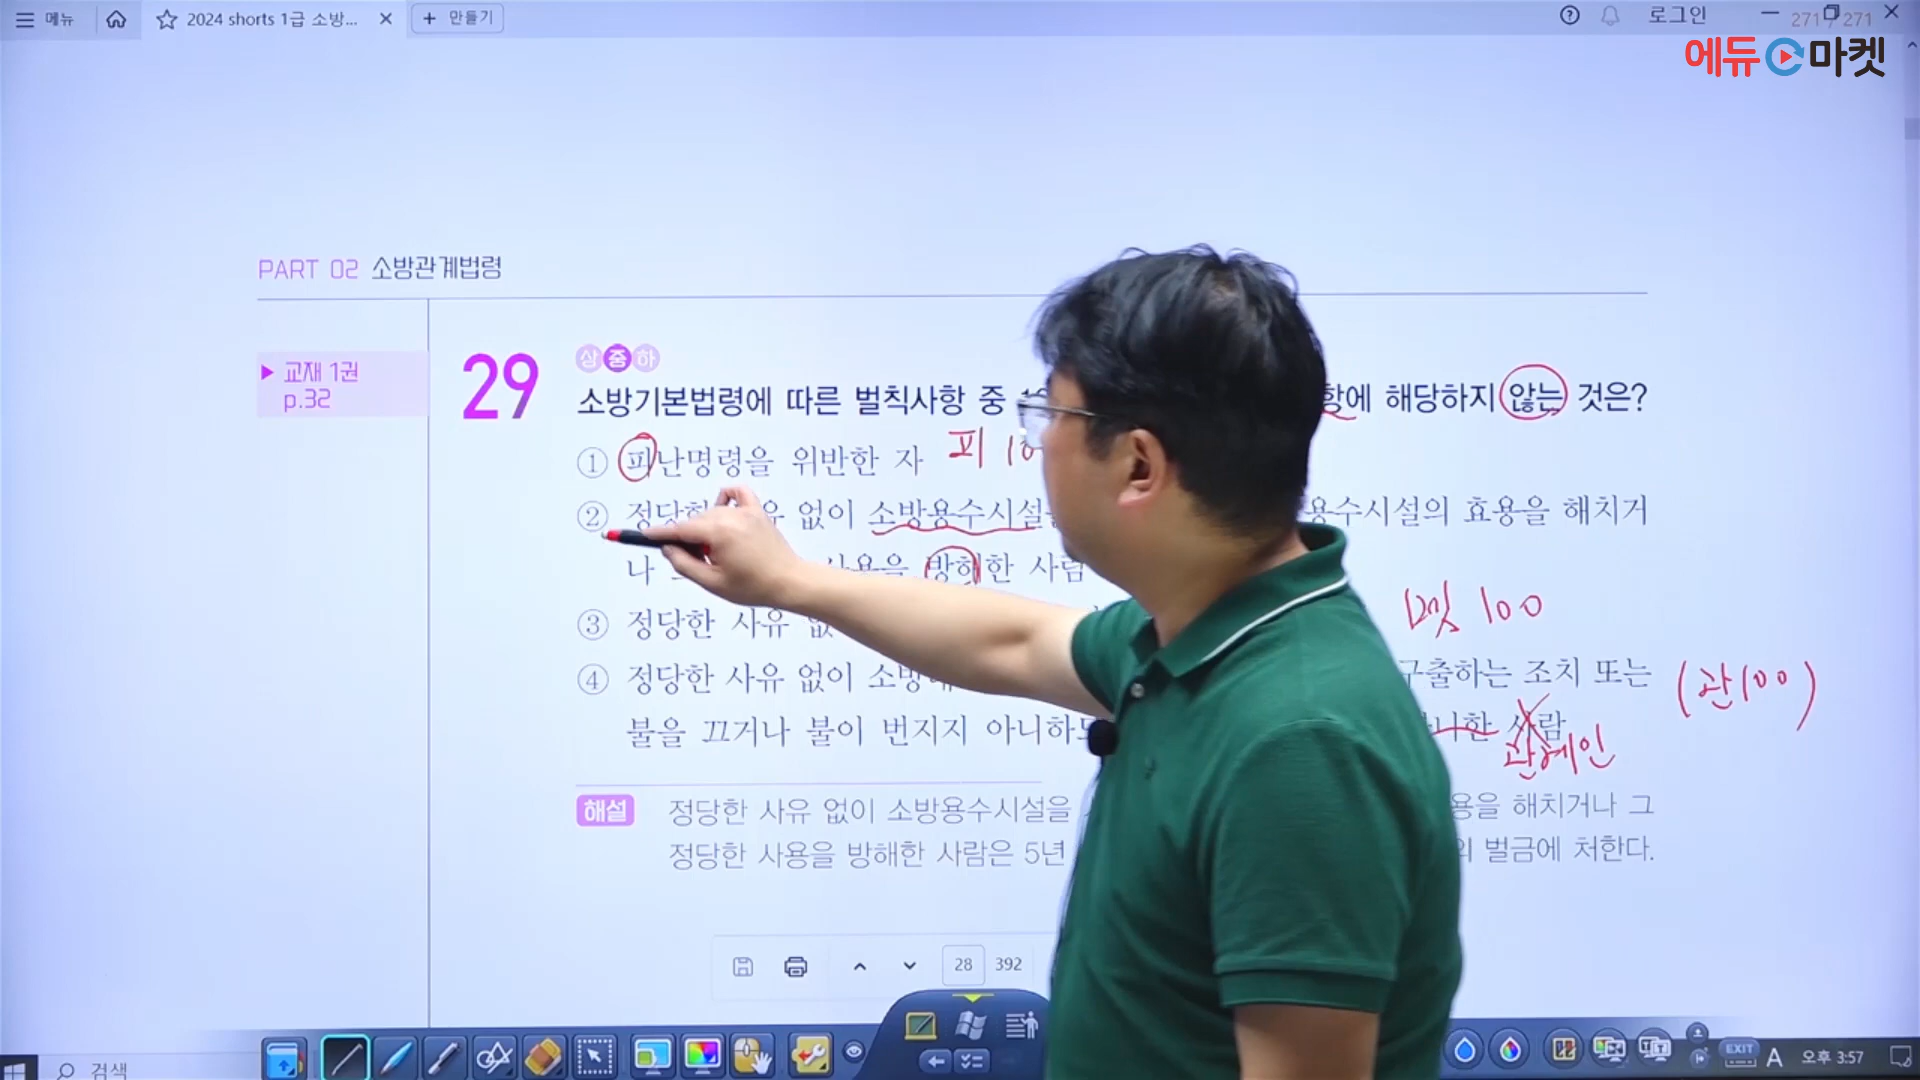 메뉴
2024 shorts 1급 소방...
만들기
로그인
271 / 271
에듀마켓
PART 02 소방관계법령
교재 1권
p.32
29
상 중 하
소방기본법령에 따른 벌칙사항 중 에 해당하지 않는 것은?
① 피난명령을 위반한 자 피 10
② 정당한 없이 소방용수시설 용수시설의 효용을 해치거
나 사용을 방해한 사람
③ 정당한 사유
벗 100
④ 정당한 사유 없이 구출하는 조치 또는 (관100)
불을 끄거나 불이 번지지 아니하 니한 사람
관계인
해설 정당한 사유 없이 소방용수시설을 용을 해치거나 그
정당한 사용을 방해한 사람은 5년 의 벌금에 처한다.
28 392
검색
EXIT
A
오후 3:57